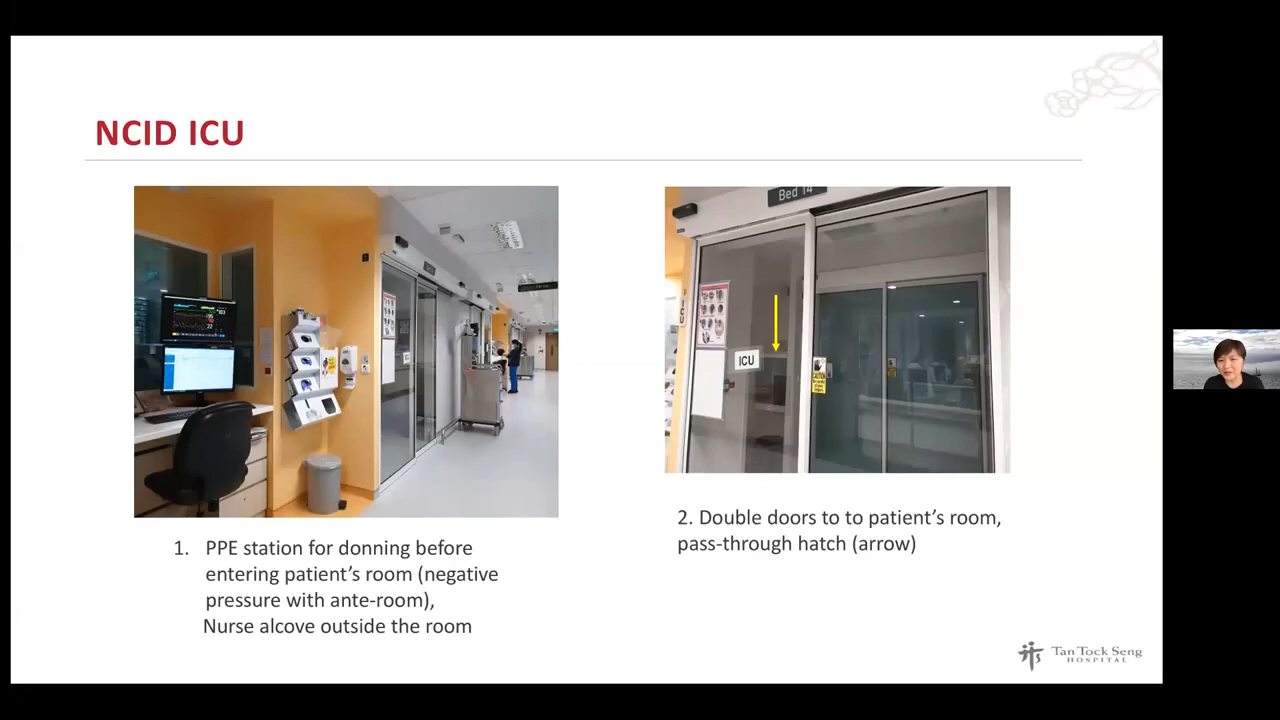 NCID ICU
Bed 14
ICU
ICU
CAUTION
1. PPE station for donning before
entering patient's room (negative
pressure with ante-room),
Nurse alcove outside the room
2. Double doors to to patient's room,
pass-through hatch (arrow)
Tan Tock Seng
HOSPITAL